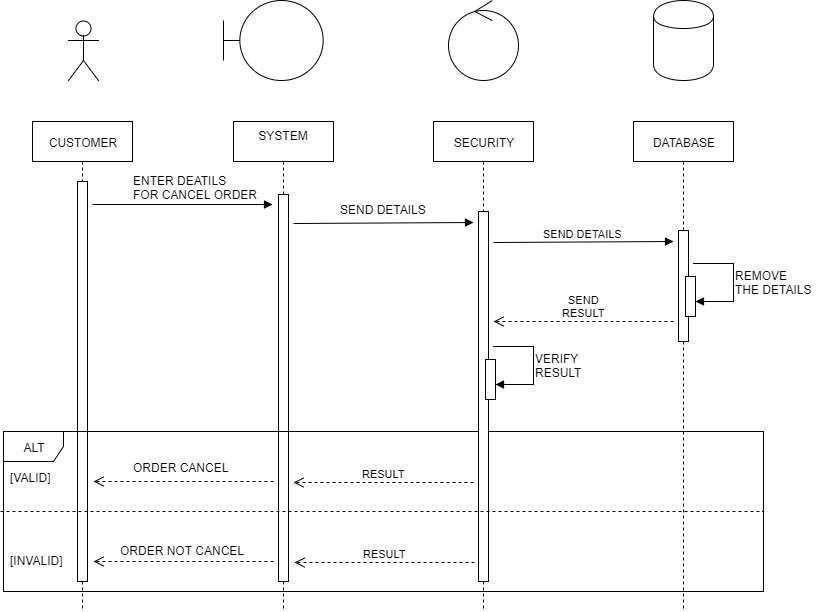 CUSTOMER
SYSTEM
SECURITY
DATABASE
ENTER DEATILS
FOR CANCEL ORDER
SEND DETAILS
SEND DETAILS
REMOVE
THE DETAILS
SEND
RESULT
VERIFY
RESULT
ALT
[VALID]
ORDER CANCEL
RESULT
[INVALID]
ORDER NOT CANCEL
RESULT